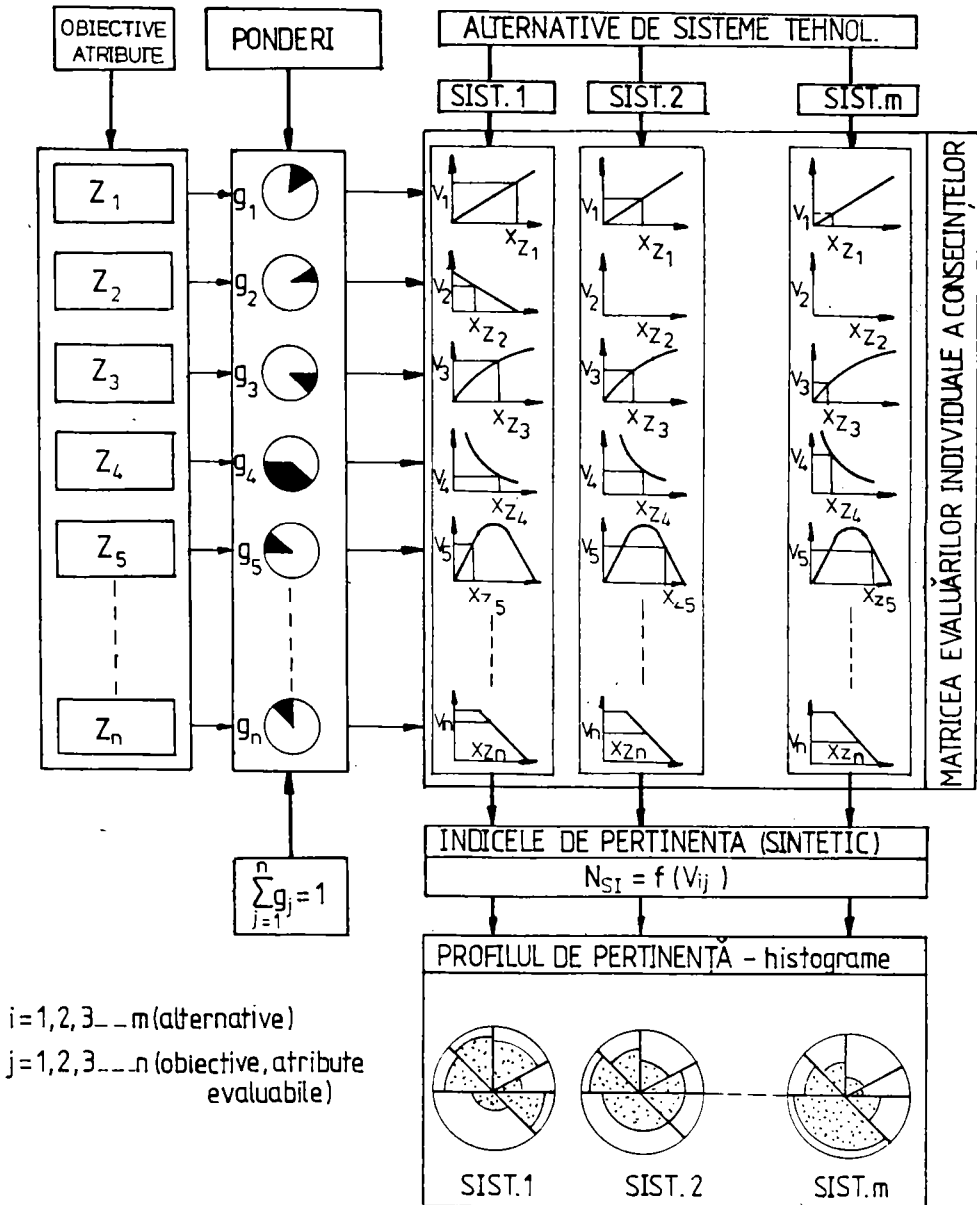 OBIECTIVE
ATRIBUTE
PONDERI
ALTERNATIVE DE SISTEME TEHNOL.
SIST. 1
SIST. 2
SIST.m
Z1
g1
V1
XZ1
V1
XZ1
V1
XZ1
Z2
g2
V2
XZ2
V2
XZ2
V2
XZ2
Z3
g3
V3
XZ3
V3
XZ3
V3
XZ3
Z4
g4
V4
XZ4
V4
XZ4
V4
XZ4
Z5
g5
V5
XZ5
V5
XZ5
V5
XZ5
Zn
gn
Vn
XZn
Vn
XZn
Vn
XZn
MATRICEA EVALUĂRILOR INDIVIDUALE A CONSECINȚELOR
n
∑ gj = 1
j=1
INDICELE DE PERTINENTA (SINTETIC)
NSI = f (Vij)
PROFILUL DE PERTINENȚĂ - histograme
i = 1,2,3_ _ m (alternative)
j = 1,2,3_ _ _ n (obiective, atribute
evaluabile)
SIST.1
SIST.2
SIST.m